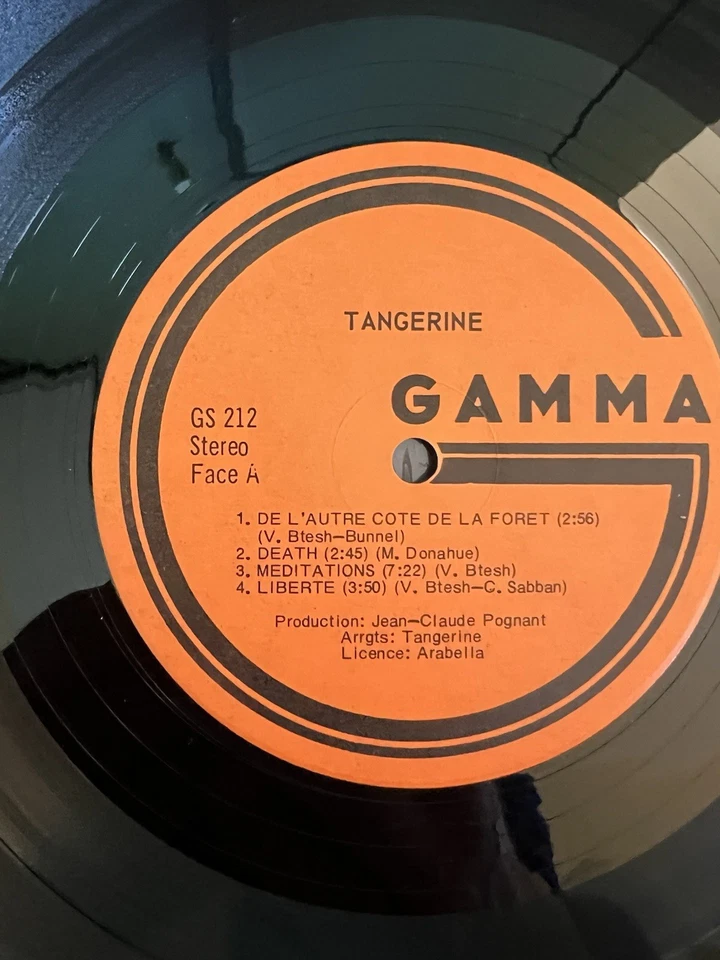 TANGERINE
GAMMA
GS 212
Stereo
Face A
1. DE L'AUTRE COTE DE LA FORET (2:56)
(V. Btesh-Bunnel)
2. DEATH (2:45) (M. Donahue)
3. MEDITATIONS (7:22) (V. Btesh)
4. LIBERTE (3:50) (V. Btesh-C. Sabban)
Production: Jean-Claude Pognant
Arrgts: Tangerine
Licence: Arabella